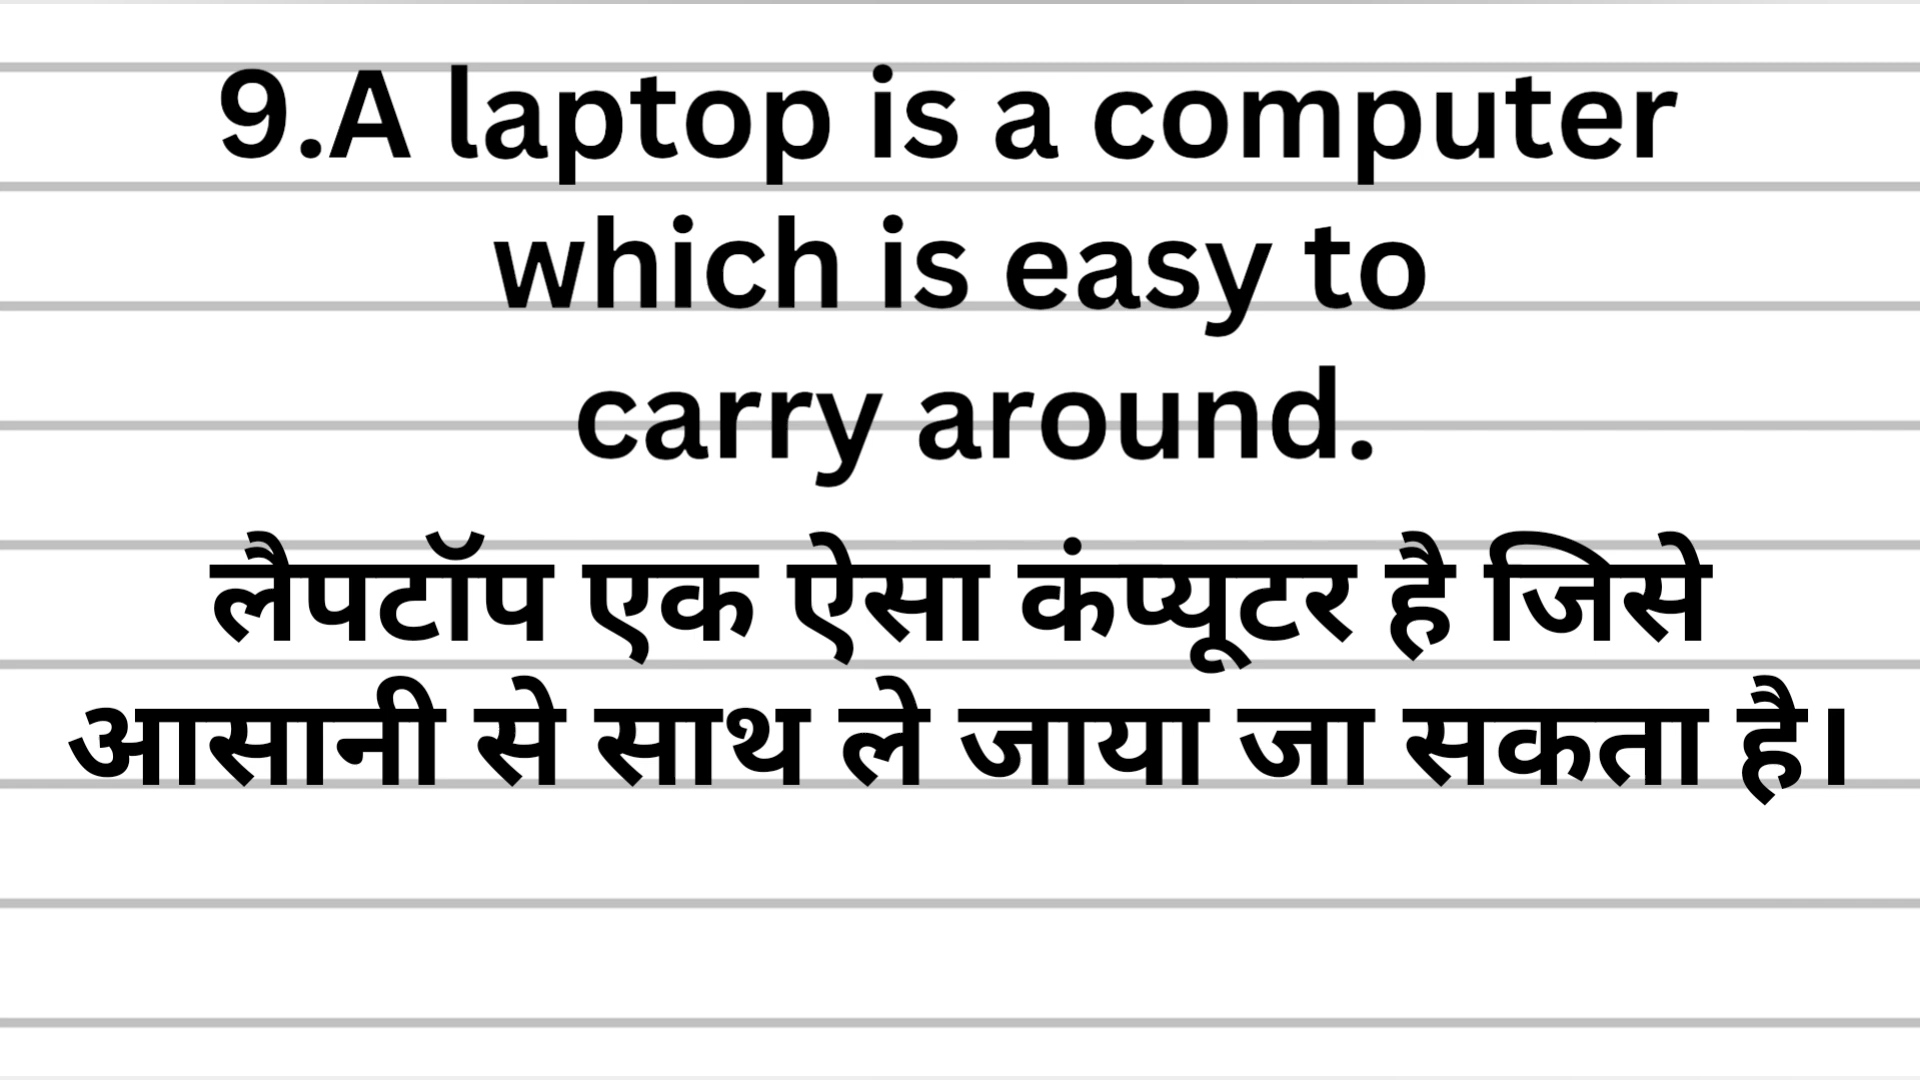 9.A laptop is a computer
which is easy to
carry around.
लैपटॉप एक ऐसा कंप्यूटर है जिसे
आसानी से साथ ले जाया जा सकता है।